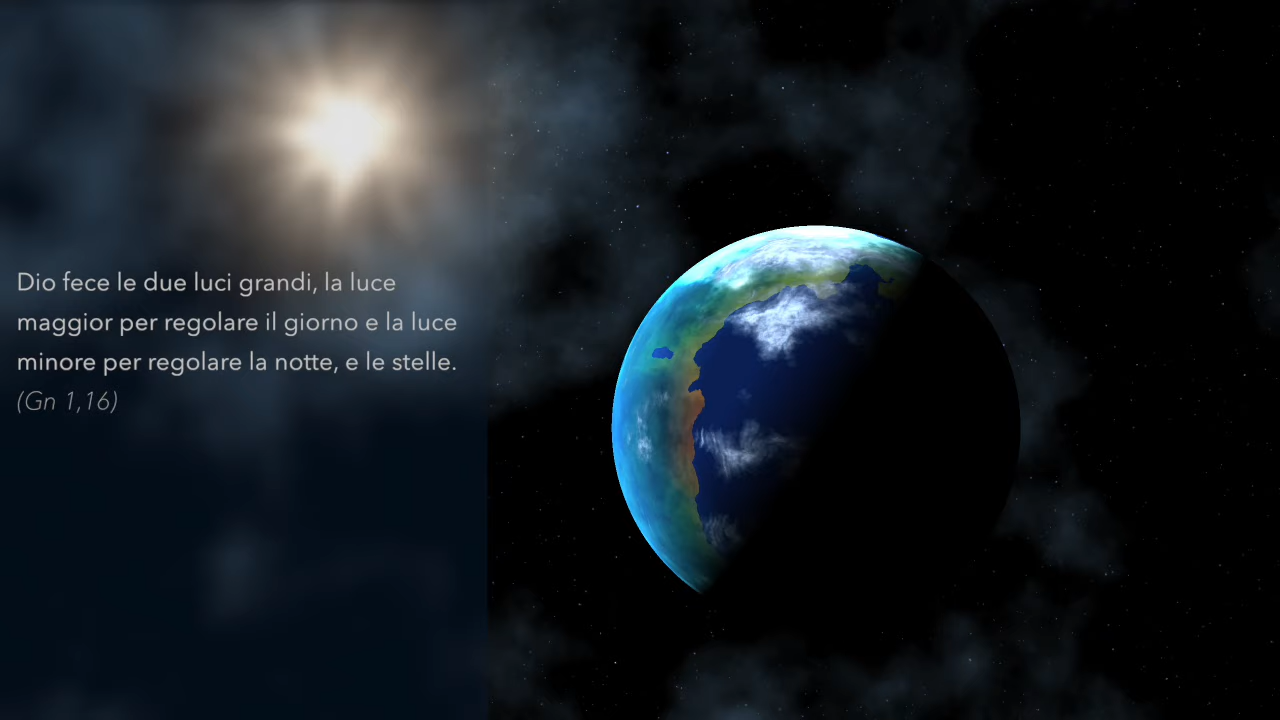 Dio fece le due luci grandi, la luce
maggior per regolare il giorno e la luce
minore per regolare la notte, e le stelle.
(Gn 1,16)